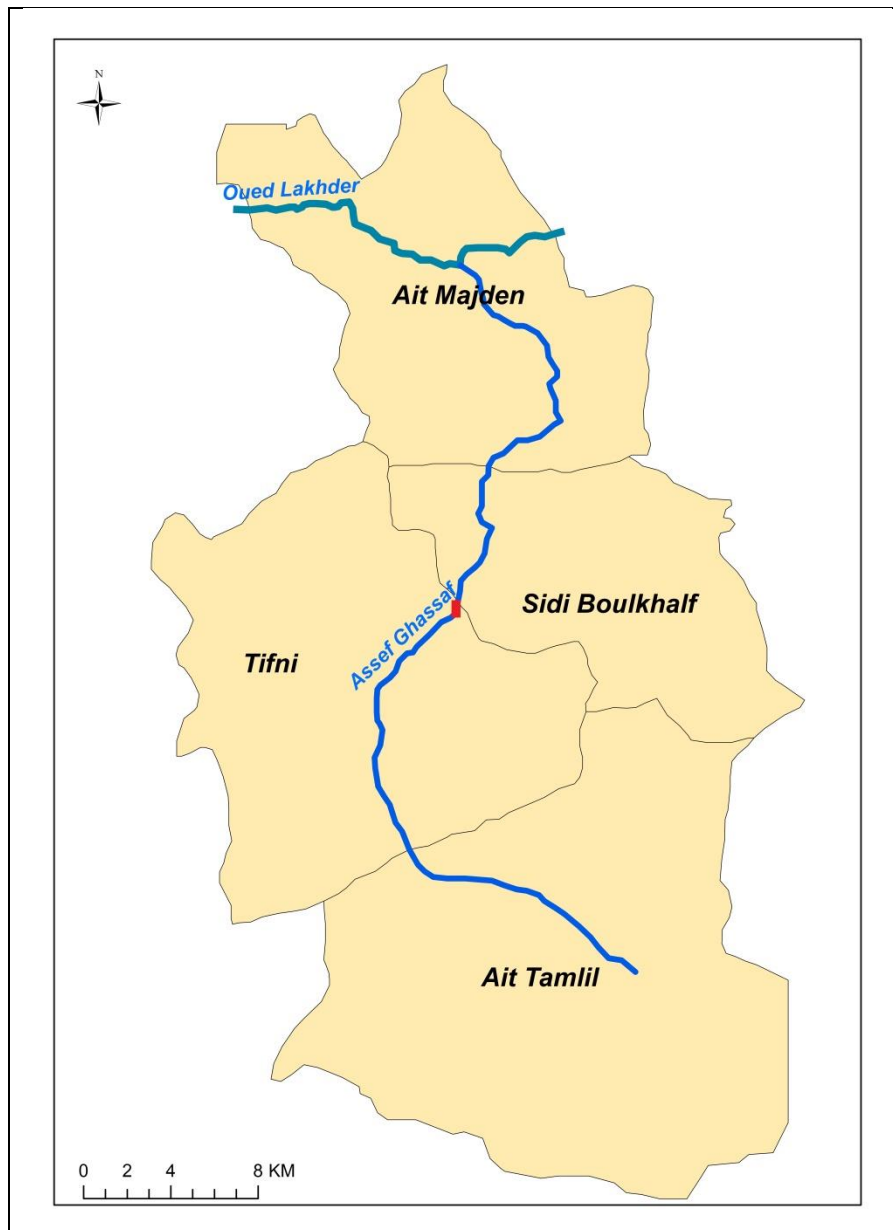 N
Oued Lakhder
Ait Majden
Sidi Boulkhalf
Assef Ghassaf
Tifni
Ait Tamlil
0 2 4 8 KM